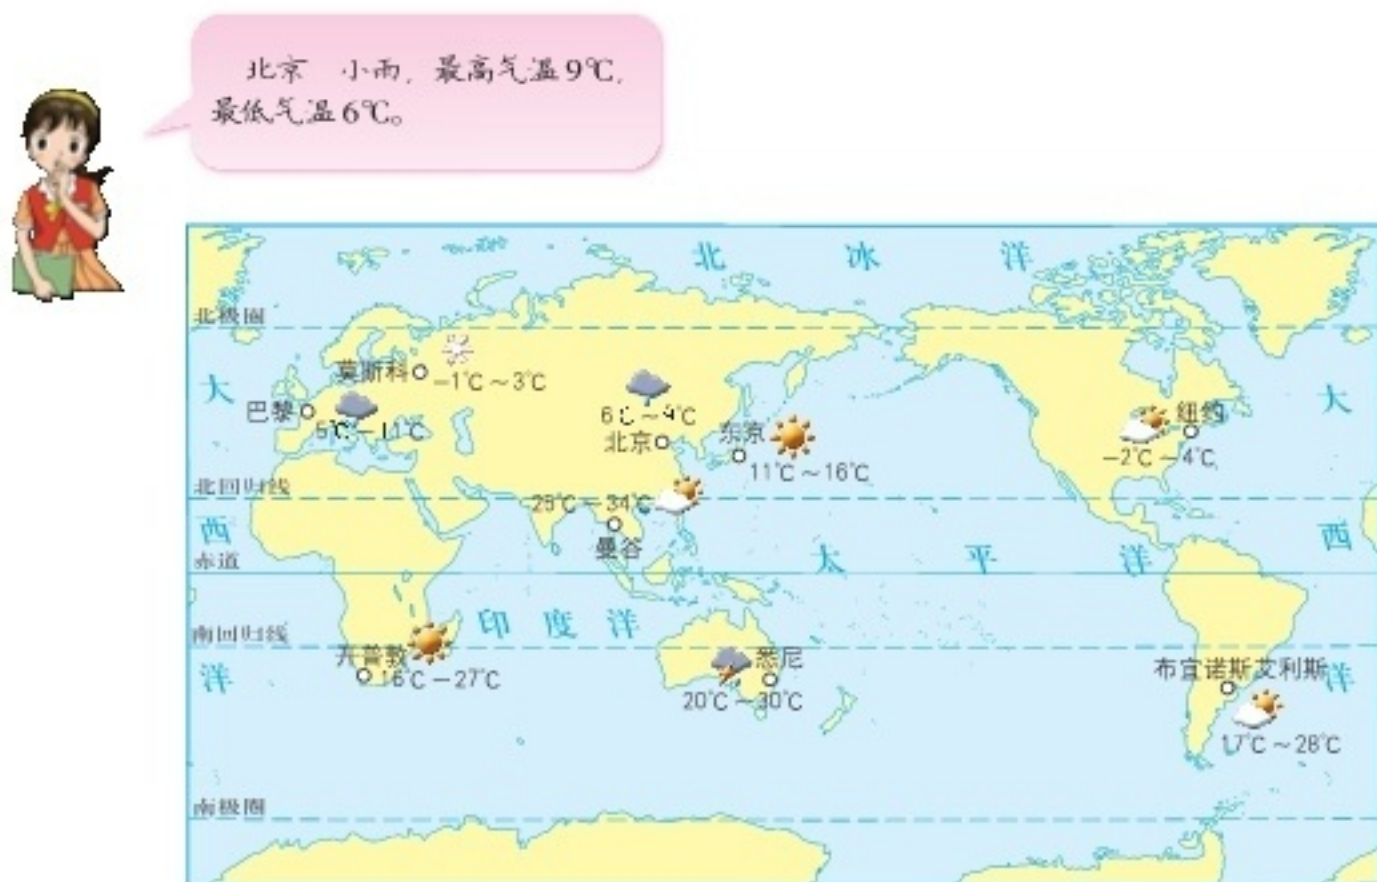 北京 小雨,最高气温9℃,
最低气温6℃。
北 冰 洋
北极圈
莫斯科
-1℃~3℃
大
大
巴黎
5℃~11℃
6℃~9℃
北京
东京
11℃~16℃
纽约
-2℃~4℃
北回归线
25℃~34℃
曼谷
西
西
赤道
太 平 洋
印 度 洋
南回归线
开普敦
16℃~27℃
洋
洋
悉尼
20℃~30℃
布宜诺斯艾利斯
17℃~28℃
南极圈